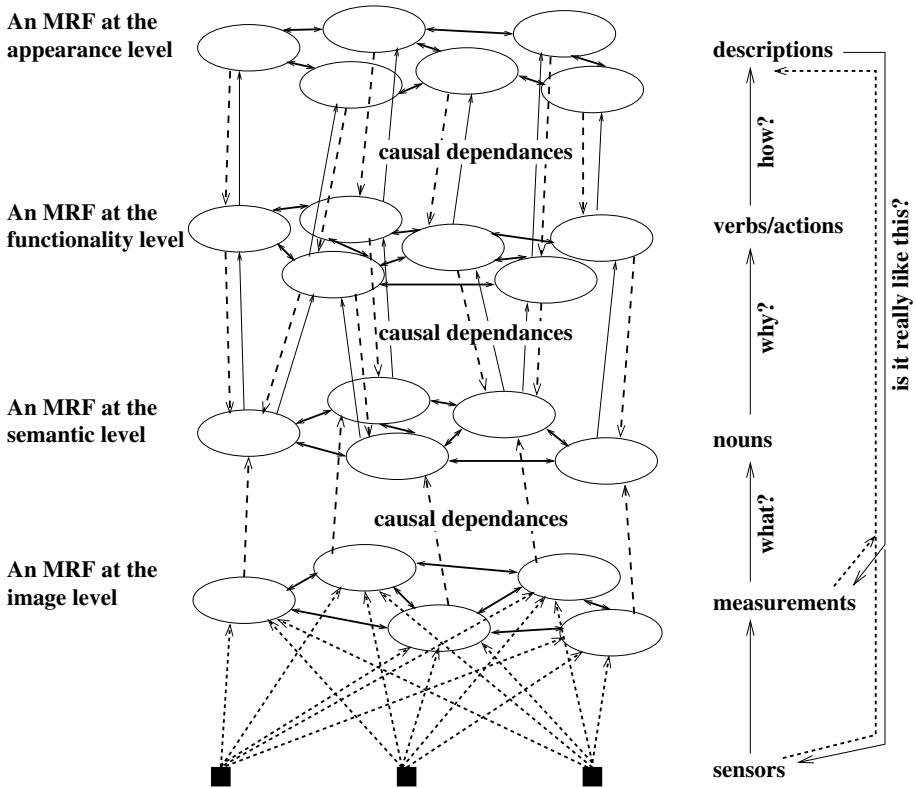 An MRF at the
appearance level
descriptions
how?
causal dependances
An MRF at the
functionality level
verbs/actions
is it really like this?
why?
causal dependances
An MRF at the
semantic level
nouns
what?
causal dependances
An MRF at the
image level
measurements
sensors